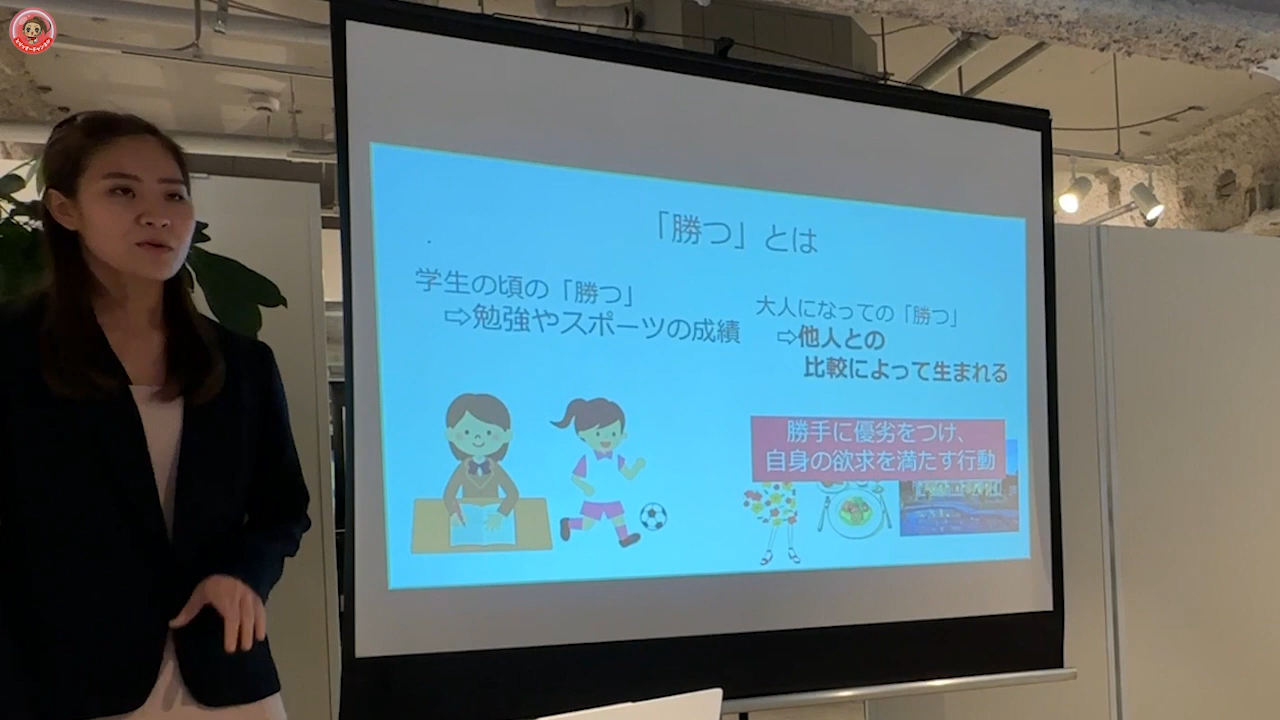 「勝つ」とは
学生の頃の「勝つ」
⇨勉強やスポーツの成績
大人になっての「勝つ」
⇨他人との
比較によって生まれる
勝手に優劣をつけ、
自身の欲求を満たす行動